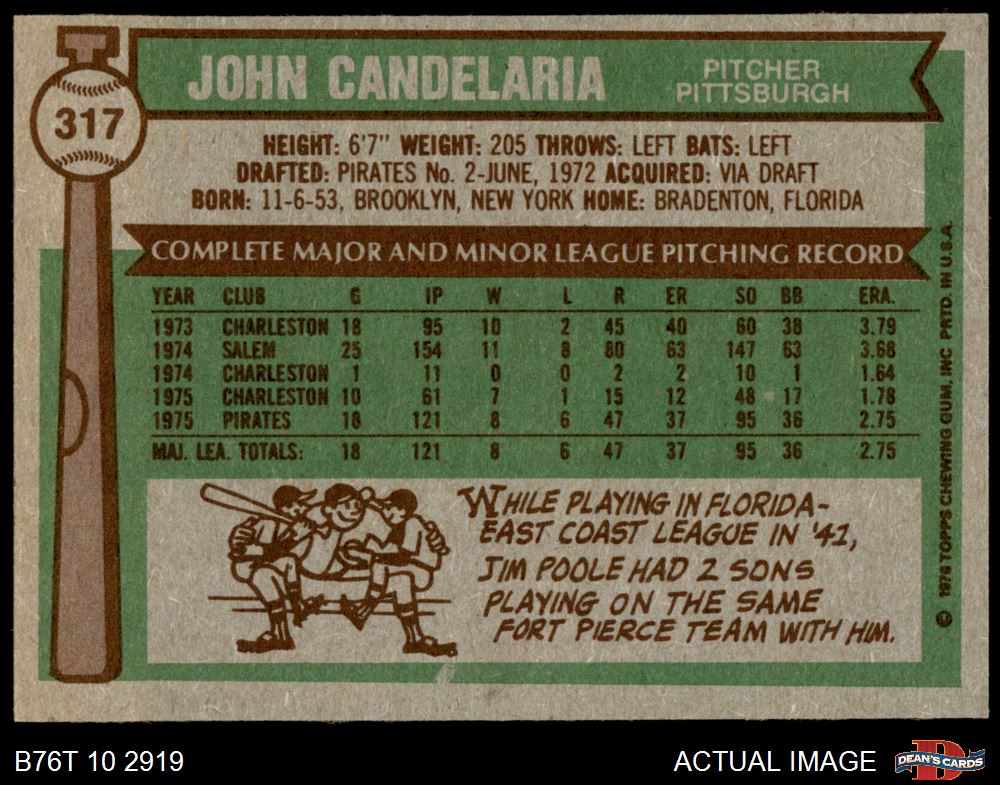 317
JOHN CANDELARIA
PITCHER
PITTSBURGH
HEIGHT: 6'7" WEIGHT: 205 THROWS: LEFT BATS: LEFT
DRAFTED: PIRATES No. 2-JUNE, 1972 ACQUIRED: VIA DRAFT
BORN: 11-6-53, BROOKLYN, NEW YORK HOME: BRADENTON, FLORIDA
COMPLETE MAJOR AND MINOR LEAGUE PITCHING RECORD
YEAR CLUB G IP W L R ER SO BB ERA.
1973 CHARLESTON 18 95 10 2 45 40 60 38 3.79
1974 SALEM 25 154 11 8 80 63 147 63 3.68
1974 CHARLESTON 1 11 0 0 2 2 10 1 1.64
1975 CHARLESTON 10 61 7 1 15 12 48 17 1.78
1975 PIRATES 18 121 8 6 47 37 95 36 2.75
MAJ. LEA. TOTALS: 18 121 8 6 47 37 95 36 2.75
WHILE PLAYING IN FLORIDA-
EAST COAST LEAGUE IN '41,
JIM POOLE HAD 2 SONS
PLAYING ON THE SAME
FORT PIERCE TEAM WITH HIM.
© 1976 TOPPS CHEWING GUM, INC PRTD. IN U.S.A.
B76T 10 2919
ACTUAL IMAGE
D
DEAN'S CARDS